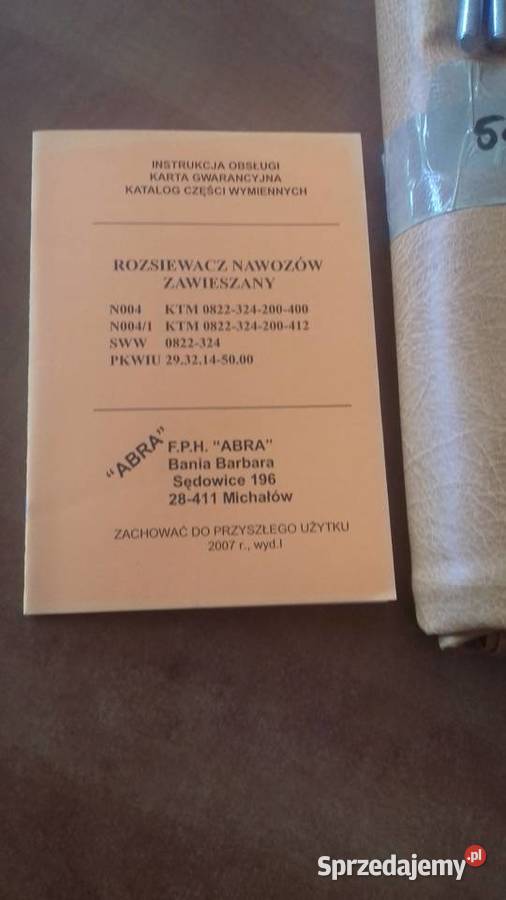 INSTRUKCJA OBSŁUGI
KARTA GWARANCYJNA
KATALOG CZĘŚCI WYMIENNYCH
ROZSIEWACZ NAWOZÓW
ZAWIESZANY
N004 KTM 0822-324-200-400
N004/1 KTM 0822-324-200-412
SWW 0822-324
PKWIU 29.32.14-50.00
"ABRA"
F.P.H. "ABRA"
Bania Barbara
Sędowice 196
28-411 Michałów
ZACHOWAĆ DO PRZYSZŁEGO UŻYTKU
2007 r., wyd.I
Sprzedajemy.pl